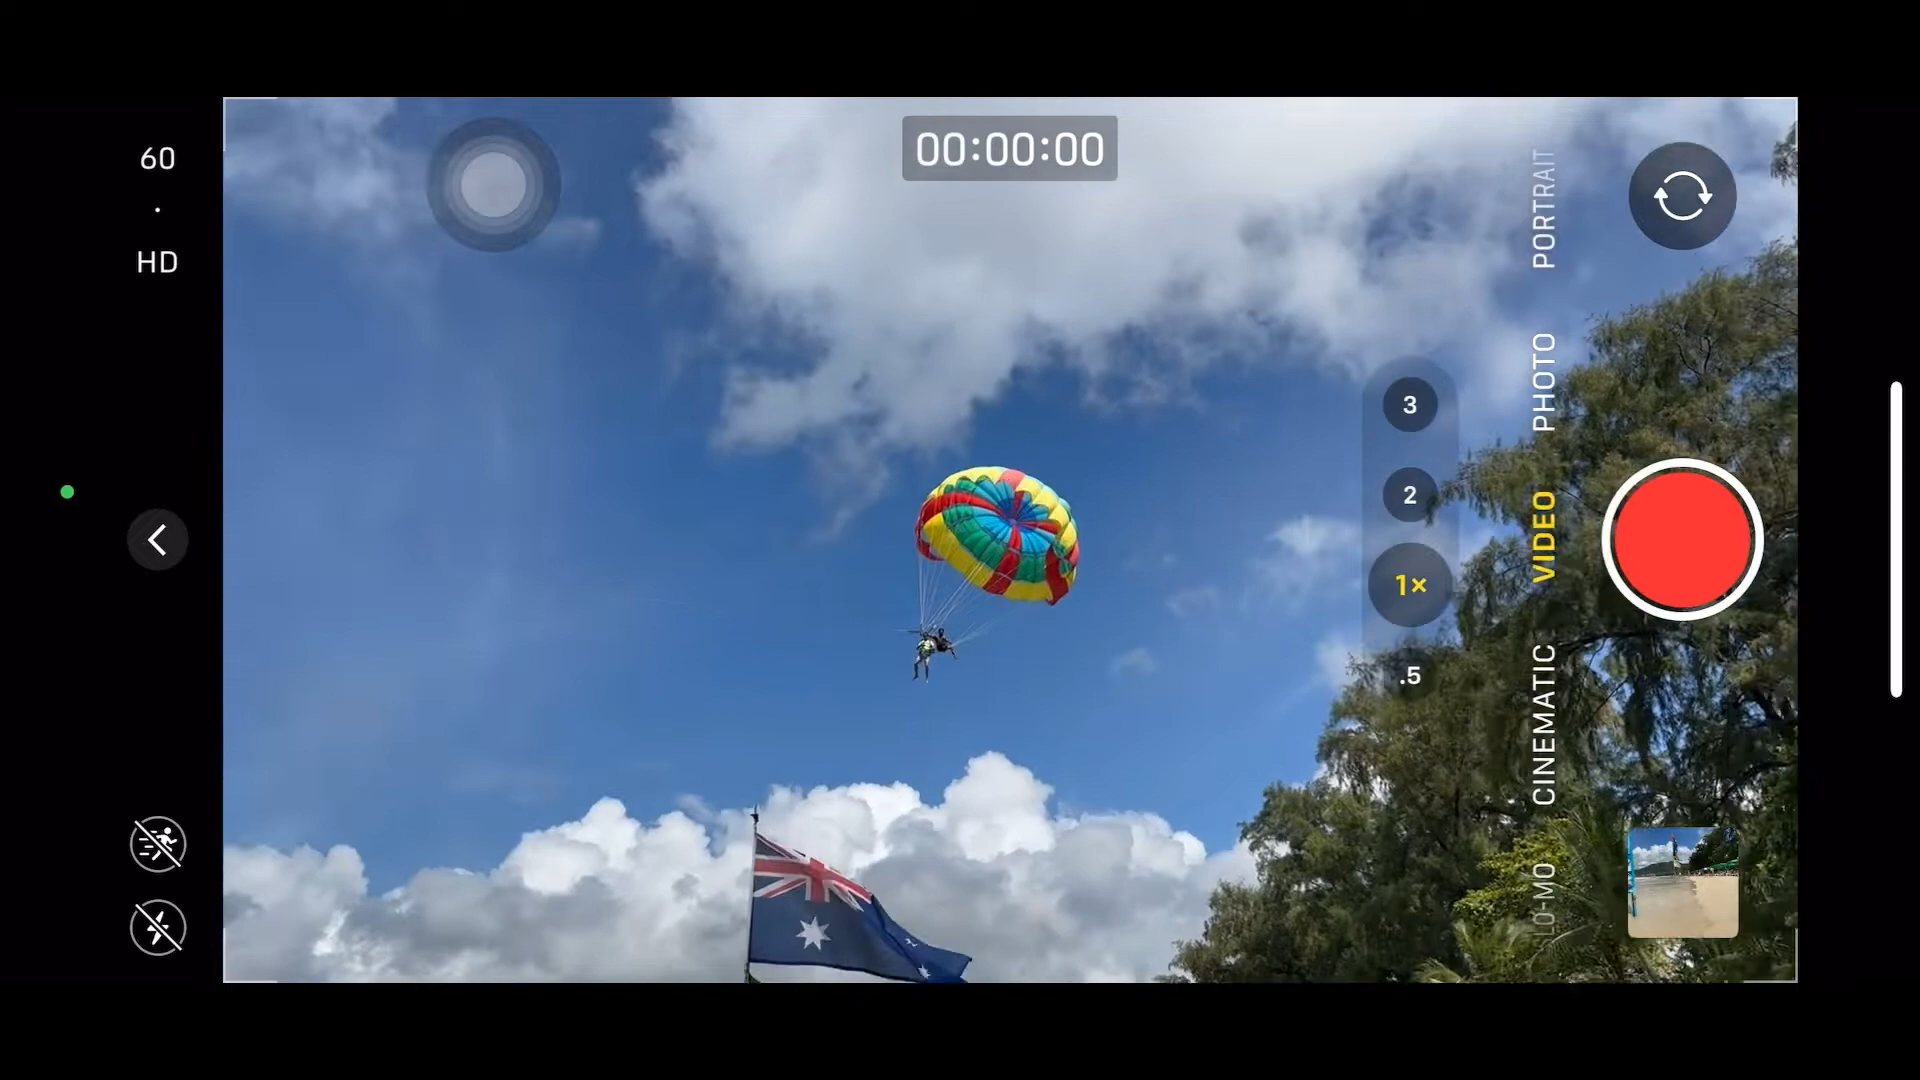 60
·
HD
00:00:00
PORTRAIT
PHOTO
VIDEO
CINEMATIC
SLO-MO
3
2
1×
.5